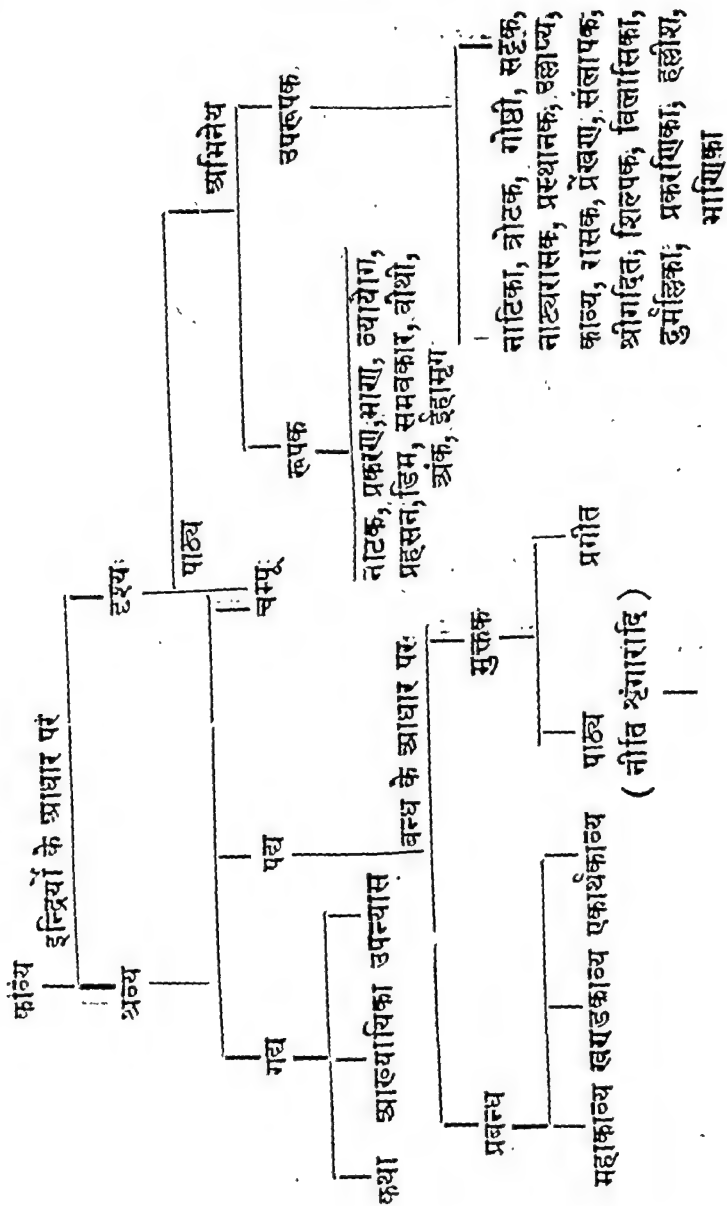 काव्य
इन्द्रियों के आधार पर
श्रव्य
दृश्यः
पाठ्य
अभिनेय
गद्य
पद्य
चम्पूः
रूपक
उपरूपक
कथा आख्यायिका उपन्यास
बन्ध के आधार परः
नाटक, प्रकरण, भाण, व्यायोग,
प्रहसन, डिम, समवकार, वीथी,
अंक, ईहामृग
नाटिका, त्रोटक, गोष्ठी, सट्टक,
नाट्यरासक, प्रस्थानक, उल्लाप्य,
काव्य, रासक, प्रेंखण, संलापक,
श्रीगदित, शिल्पक, विलासिका,
दुर्मल्लिका, प्रकरणिका, हल्लीश,
भाणिका
प्रबन्ध
मुक्तक
महाकाव्य खण्डकाव्य एकार्थकाव्य
पाठ्य
प्रगीत
( नीति शृंगारादि )